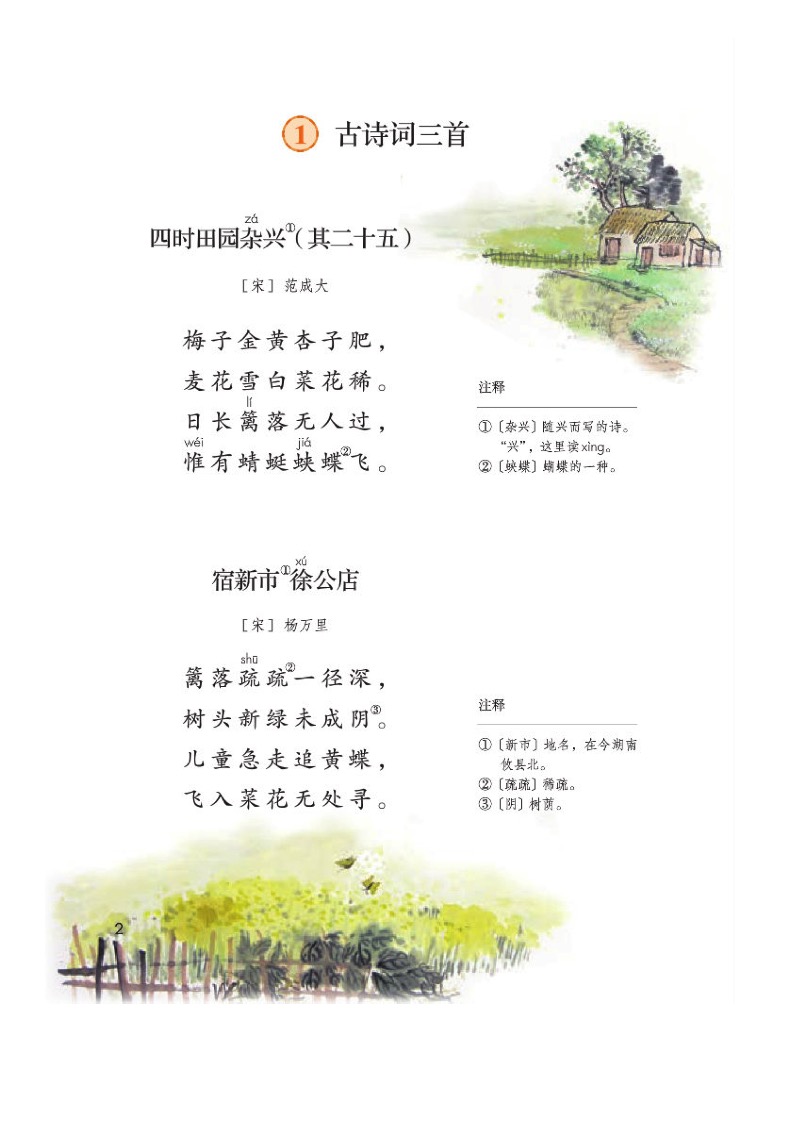 1 古诗词三首
zá
四时田园杂兴①（其二十五）
［宋］范成大
梅子金黄杏子肥，
麦花雪白菜花稀。
lí
日长篱落无人过，
wéi jiá
惟有蜻蜓蛱蝶②飞。
注释
①〔杂兴〕随兴而写的诗。
“兴”，这里读xìng。
②〔蛱蝶〕蝴蝶的一种。
xú
宿新市①徐公店
［宋］杨万里
shū
篱落疏疏②一径深，
树头新绿未成阴③。
儿童急走追黄蝶，
飞入菜花无处寻。
注释
①〔新市〕地名，在今湖南
攸县北。
②〔疏疏〕稀疏。
③〔阴〕树荫。
2